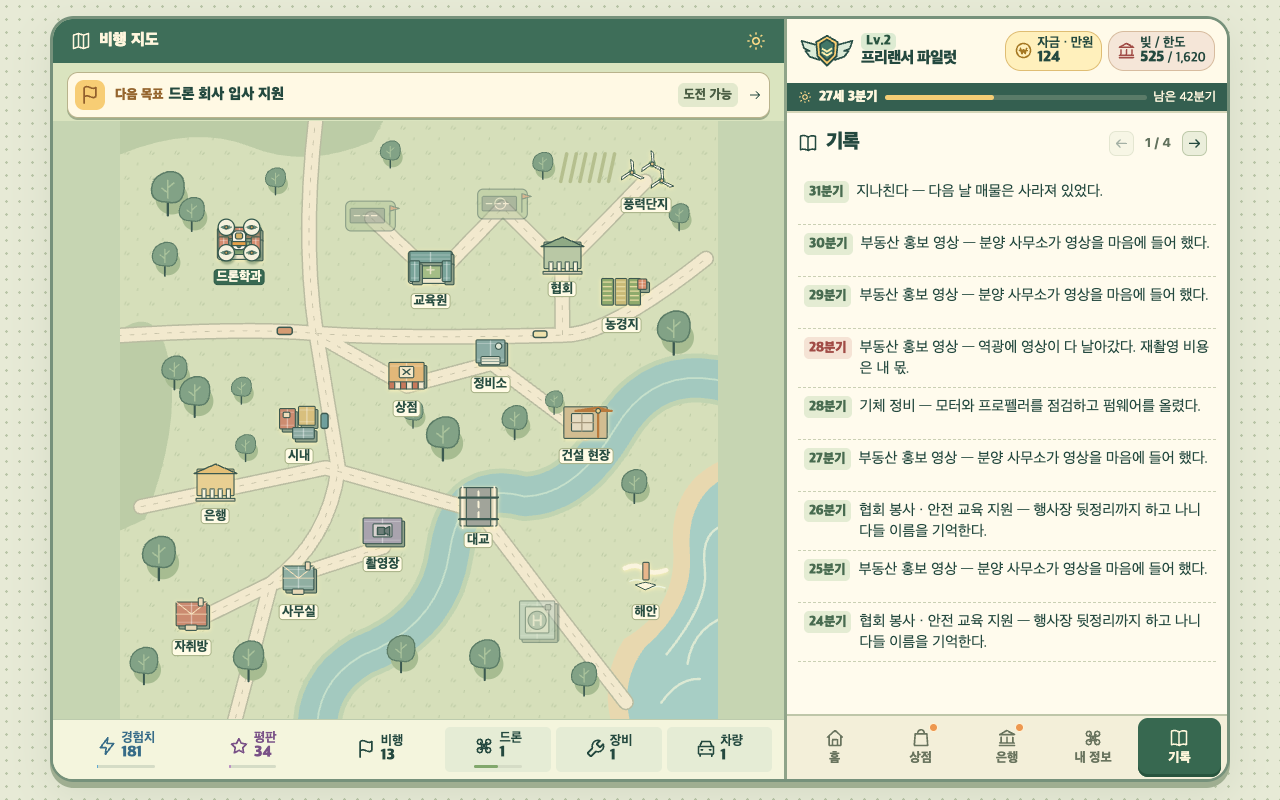 비행 지도
다음 목표 드론 회사 입사 지원
도전 가능
풍력단지
드론학과
교육원
협회
농경지
정비소
상점
시내
건설 현장
은행
대교
촬영장
사무실
해안
자취방
H
경험치
181
평판
34
비행
13
드론
1
장비
1
차량
1
Lv.2
프리랜서 파일럿
자금 · 만원
124
빚 / 한도
525 / 1,620
27세 3분기
남은 42분기
기록
1 / 4
31분기 지나친다 — 다음 날 매물은 사라져 있었다.
30분기 부동산 홍보 영상 — 분양 사무소가 영상을 마음에 들어 했다.
29분기 부동산 홍보 영상 — 분양 사무소가 영상을 마음에 들어 했다.
28분기 부동산 홍보 영상 — 역광에 영상이 다 날아갔다. 재촬영 비용
은 내 몫.
28분기 기체 정비 — 모터와 프로펠러를 점검하고 펌웨어를 올렸다.
27분기 부동산 홍보 영상 — 분양 사무소가 영상을 마음에 들어 했다.
26분기 협회 봉사 · 안전 교육 지원 — 행사장 뒷정리까지 하고 나니
다들 이름을 기억한다.
25분기 부동산 홍보 영상 — 분양 사무소가 영상을 마음에 들어 했다.
24분기 협회 봉사 · 안전 교육 지원 — 행사장 뒷정리까지 하고 나니
다들 이름을 기억한다.
홈
상점
은행
내 정보
기록